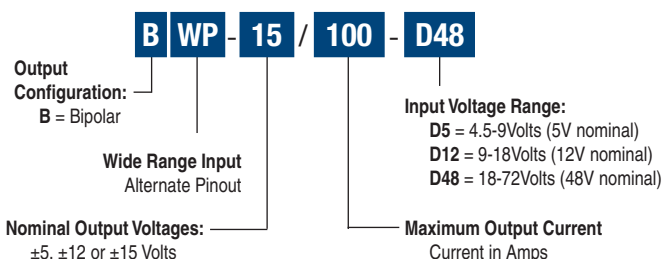 B WP - 15 / 100 - D48
Output
Configuration:
B = Bipolar
Wide Range Input
Alternate Pinout
Nominal Output Voltages:
±5, ±12 or ±15 Volts
Input Voltage Range:
D5 = 4.5-9Volts (5V nominal)
D12 = 9-18Volts (12V nominal)
D48 = 18-72Volts (48V nominal)
Maximum Output Current
Current in Amps